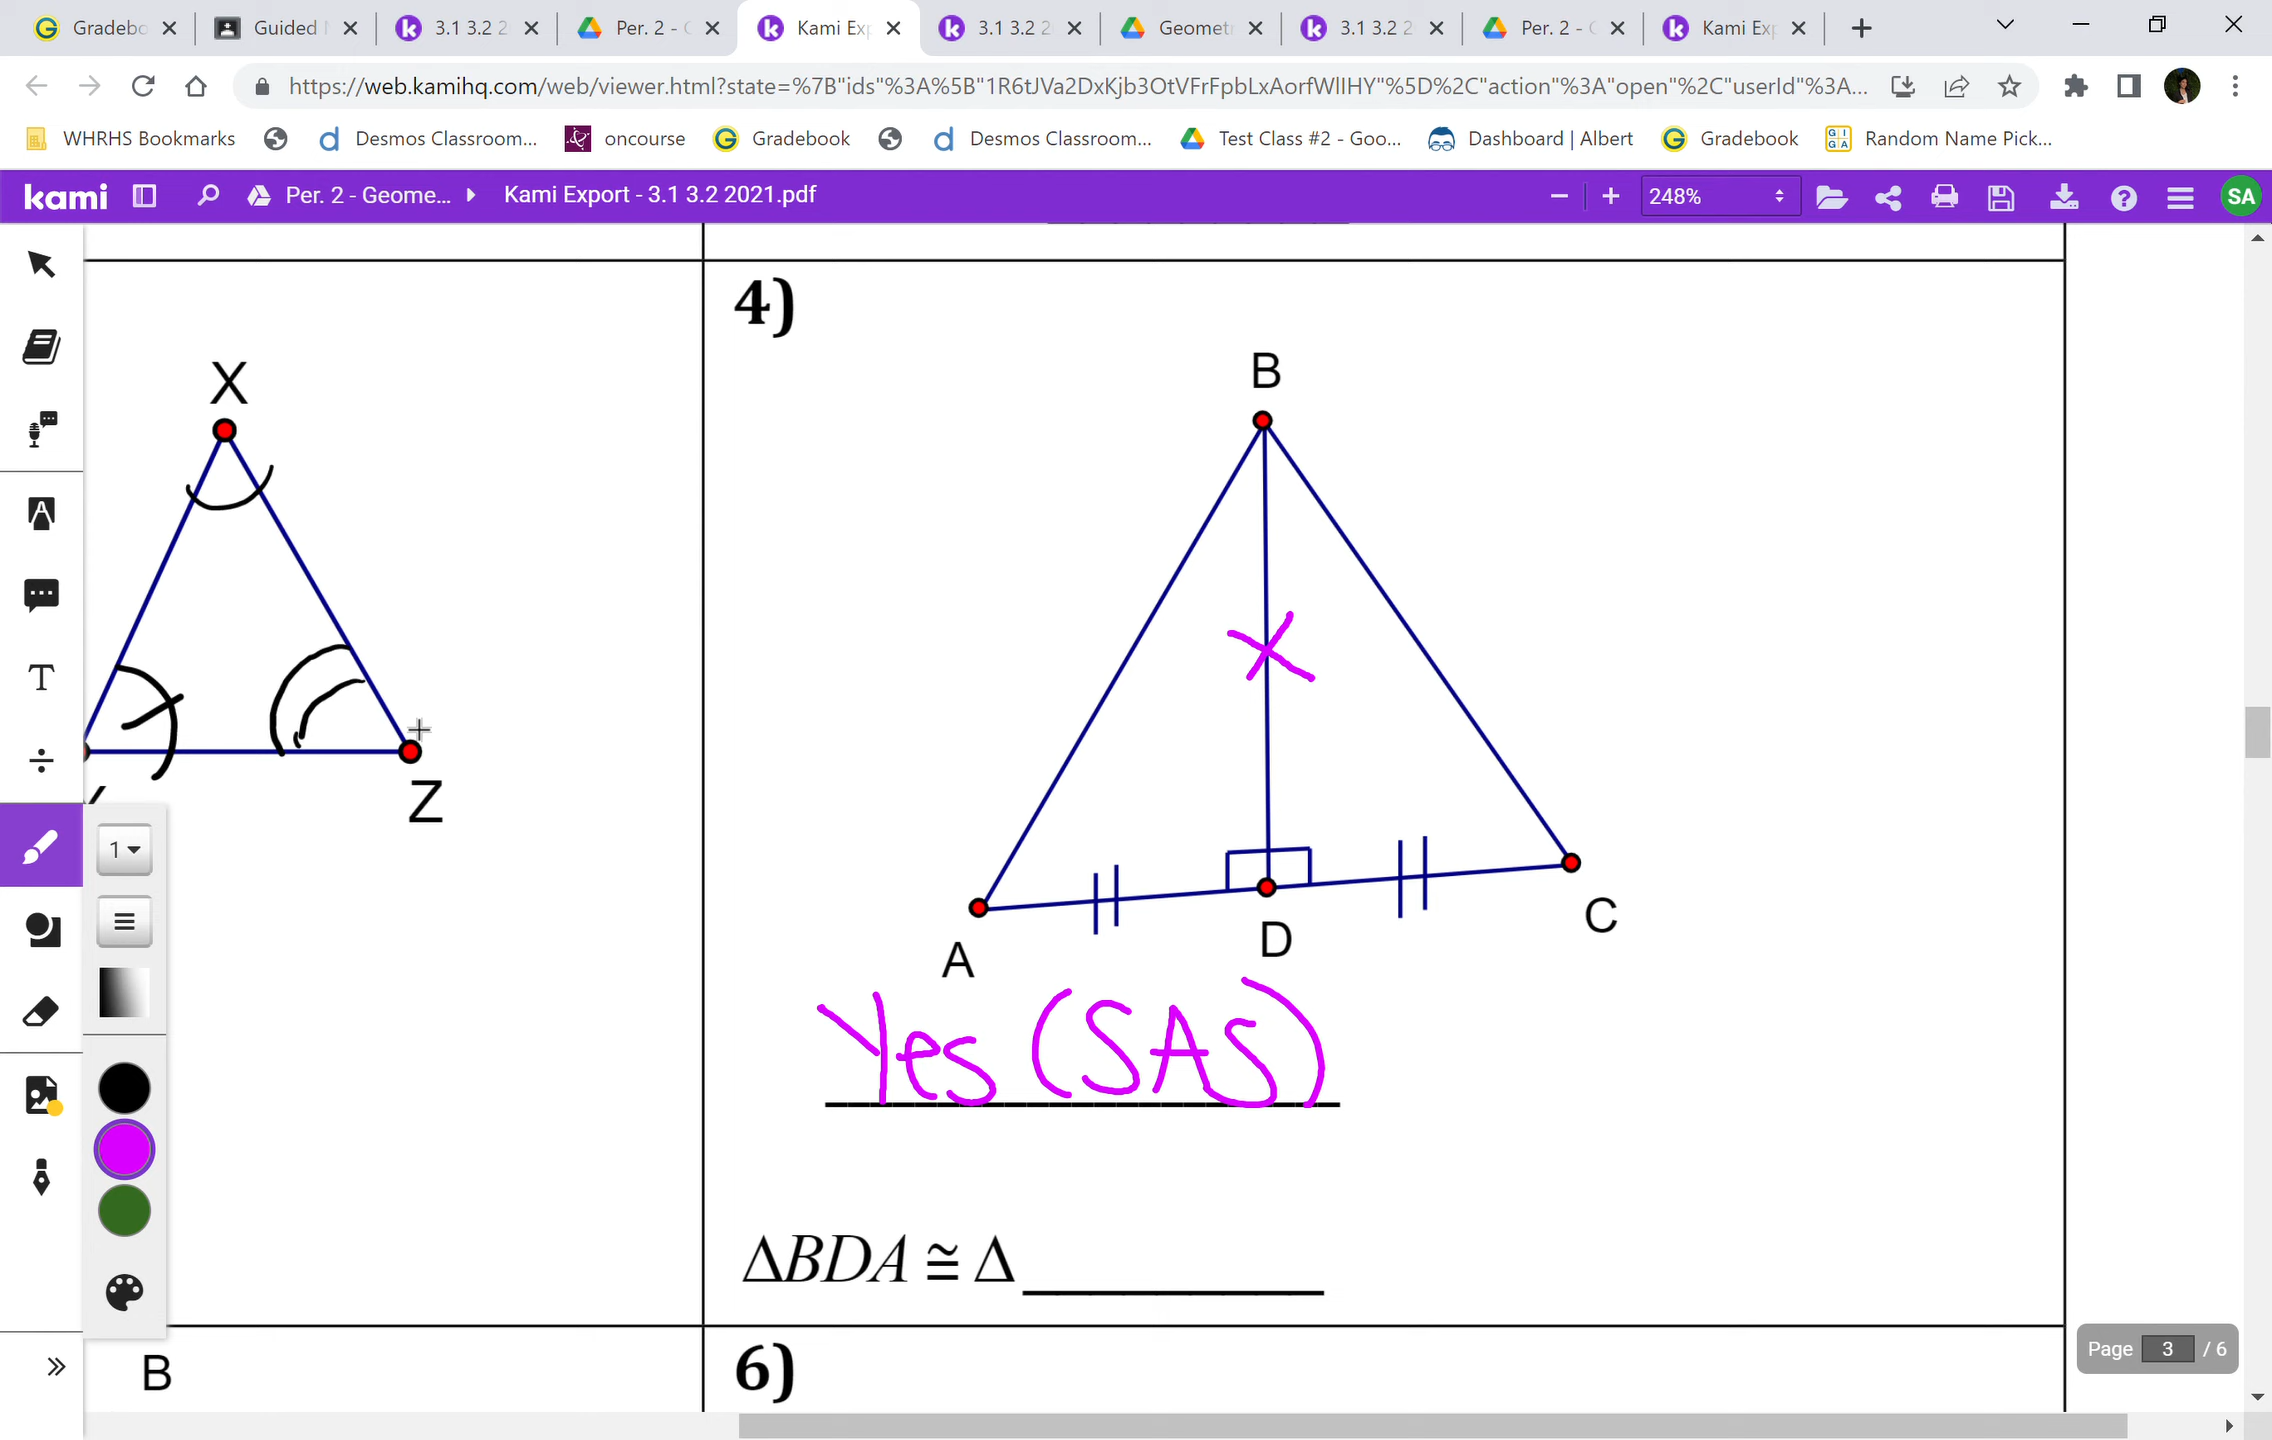 Gradebo
Guided
3.1 3.2 2
Per. 2 -
Kami Exp
3.1 3.2 2
Geomet
3.1 3.2 2
Per. 2 -
Kami Exp
https://web.kamihq.com/web/viewer.html?state=%7B"ids"%3A%5B"1R6tJVa2DxKjb3OtVFrFpbLxAorfWlIHY"%5D%2C"action"%3A"open"%2C"userId"%3A...
WHRHS Bookmarks
Desmos Classroom...
oncourse
Gradebook
Desmos Classroom...
Test Class #2 - Goo...
Dashboard | Albert
Gradebook
Random Name Pick...
kami
Per. 2 - Geome...
Kami Export - 3.1 3.2 2021.pdf
248%
SA
4)
X
B
Z
A
D
C
Yes (SAS)
ΔBDA ≅ Δ__________
1
B
6)
Page 3 / 6